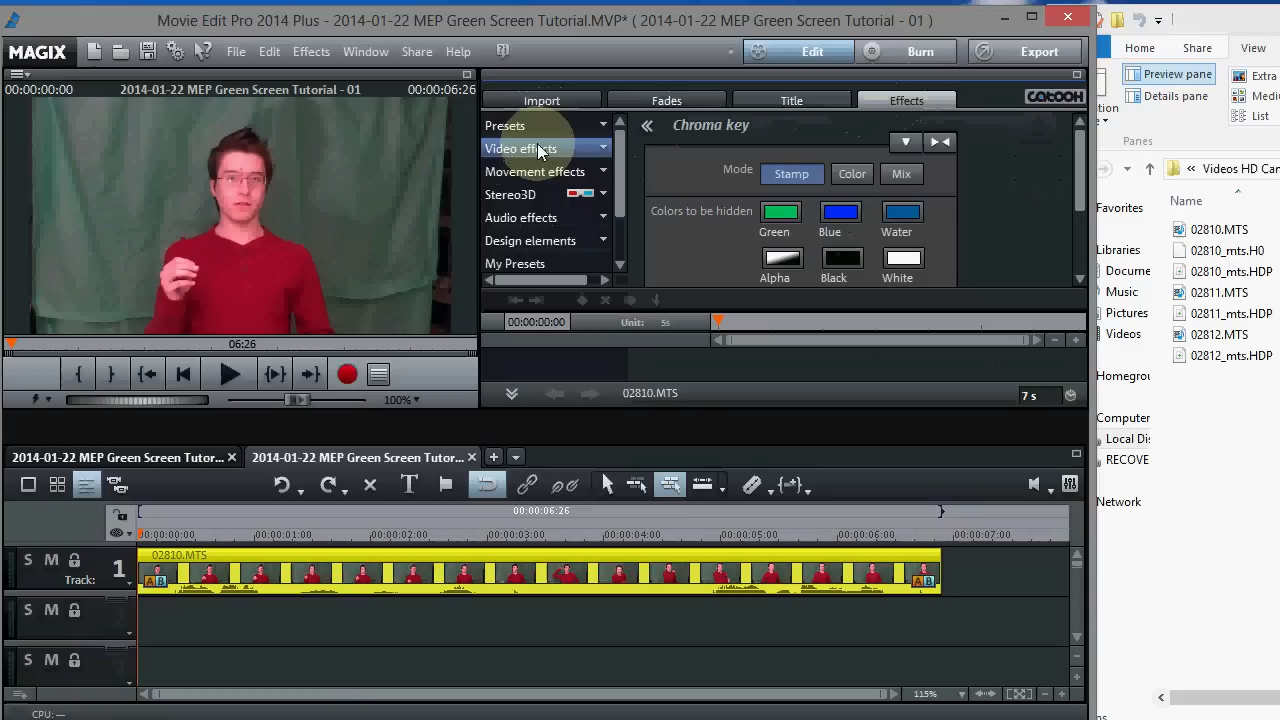 Movie Edit Pro 2014 Plus - 2014-01-22 MEP Green Screen Tutorial.MVP* ( 2014-01-22 MEP Green Screen Tutorial - 01 )
MAGIX
File Edit Effects Window Share Help
Edit Burn Export
00:00:00:00 2014-01-22 MEP Green Screen Tutorial - 01 00:00:06:26
Import Fades Title Effects CATOOH
Presets
Video effects
Movement effects
Stereo3D
Audio effects
Design elements
My Presets
Chroma key
Mode Stamp Color Mix
Colors to be hidden
Green Blue Water
Alpha Black White
00:00:00:00 Unit: 5s
06:26
100%
02810.MTS 7 s
2014-01-22 MEP Green Screen Tutor... 2014-01-22 MEP Green Screen Tutor...
00:00:06:26
00:00:00:00 00:00:01:00 00:00:02:00 00:00:03:00 00:00:04:00 00:00:05:00 00:00:06:00 00:00:07:00
S M Track: 1
02810.MTS
A B A B
S M
S M
115%
CPU: —
Home Share View
Preview pane
Details pane
Extra
List
Panes
Videos HD Car
Name
Favorites
Libraries
Docume
Music
Pictures
Videos
Homegrou
Computer
Local Dis
RECOVE
Network
02810.MTS
02810_mts.H0
02810_mts.HDP
02811.MTS
02811_mts.HDP
02812.MTS
02812_mts.HDP